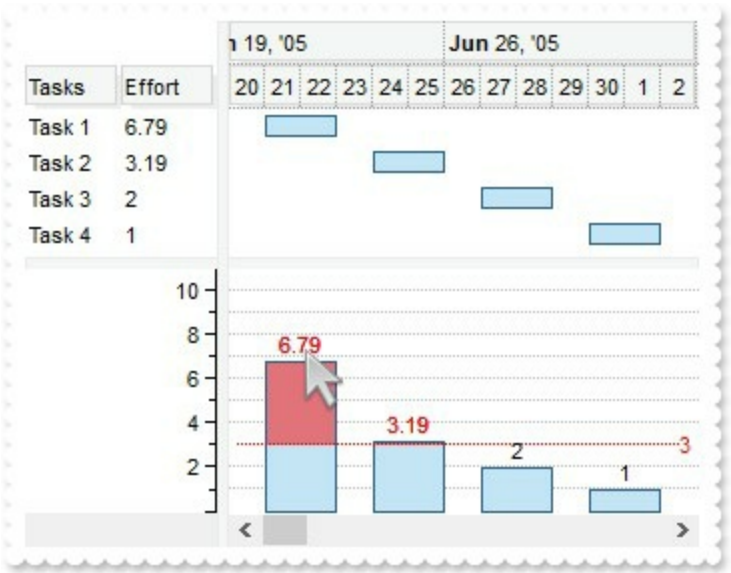 19, '05 Jun 26, '05
Tasks Effort 20 21 22 23 24 25 26 27 28 29 30 1 2
Task 1 6.79
Task 2 3.19
Task 3 2
Task 4 1
10
8
6.79
6
4
3.19
3
2
2
1